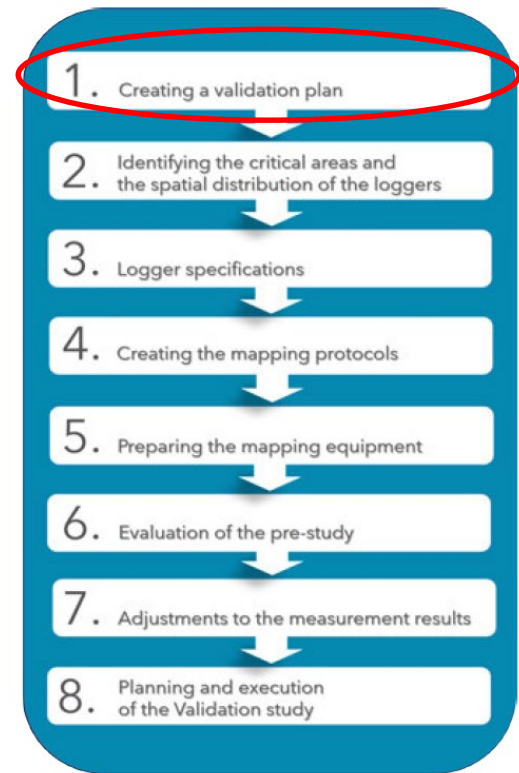 1. Creating a validation plan
2. Identifying the critical areas and
the spatial distribution of the loggers
3. Logger specifications
4. Creating the mapping protocols
5. Preparing the mapping equipment
6. Evaluation of the pre-study
7. Adjustments to the measurement results
8. Planning and execution
of the Validation study